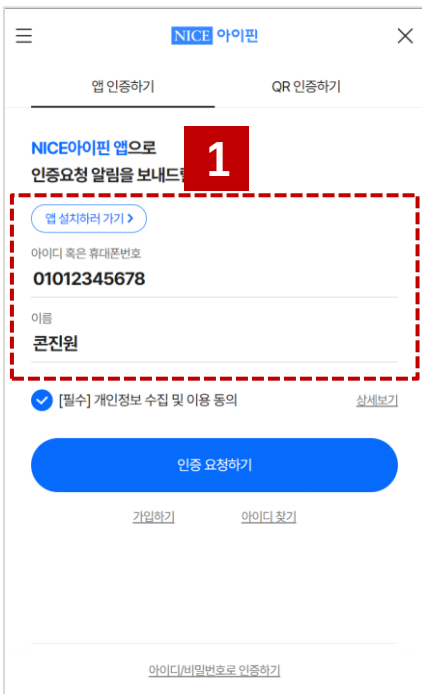 NICE 아이핀
앱 인증하기 QR 인증하기
NICE아이핀 앱으로
1
인증요청 알림을 보내드
앱 설치하러 가기
아이디 혹은 휴대폰번호
01012345678
이름
콘진원
[필수] 개인정보 수집 및 이용 동의 상세보기
인증 요청하기
가입하기 아이디 찾기
아이디/비밀번호로 인증하기